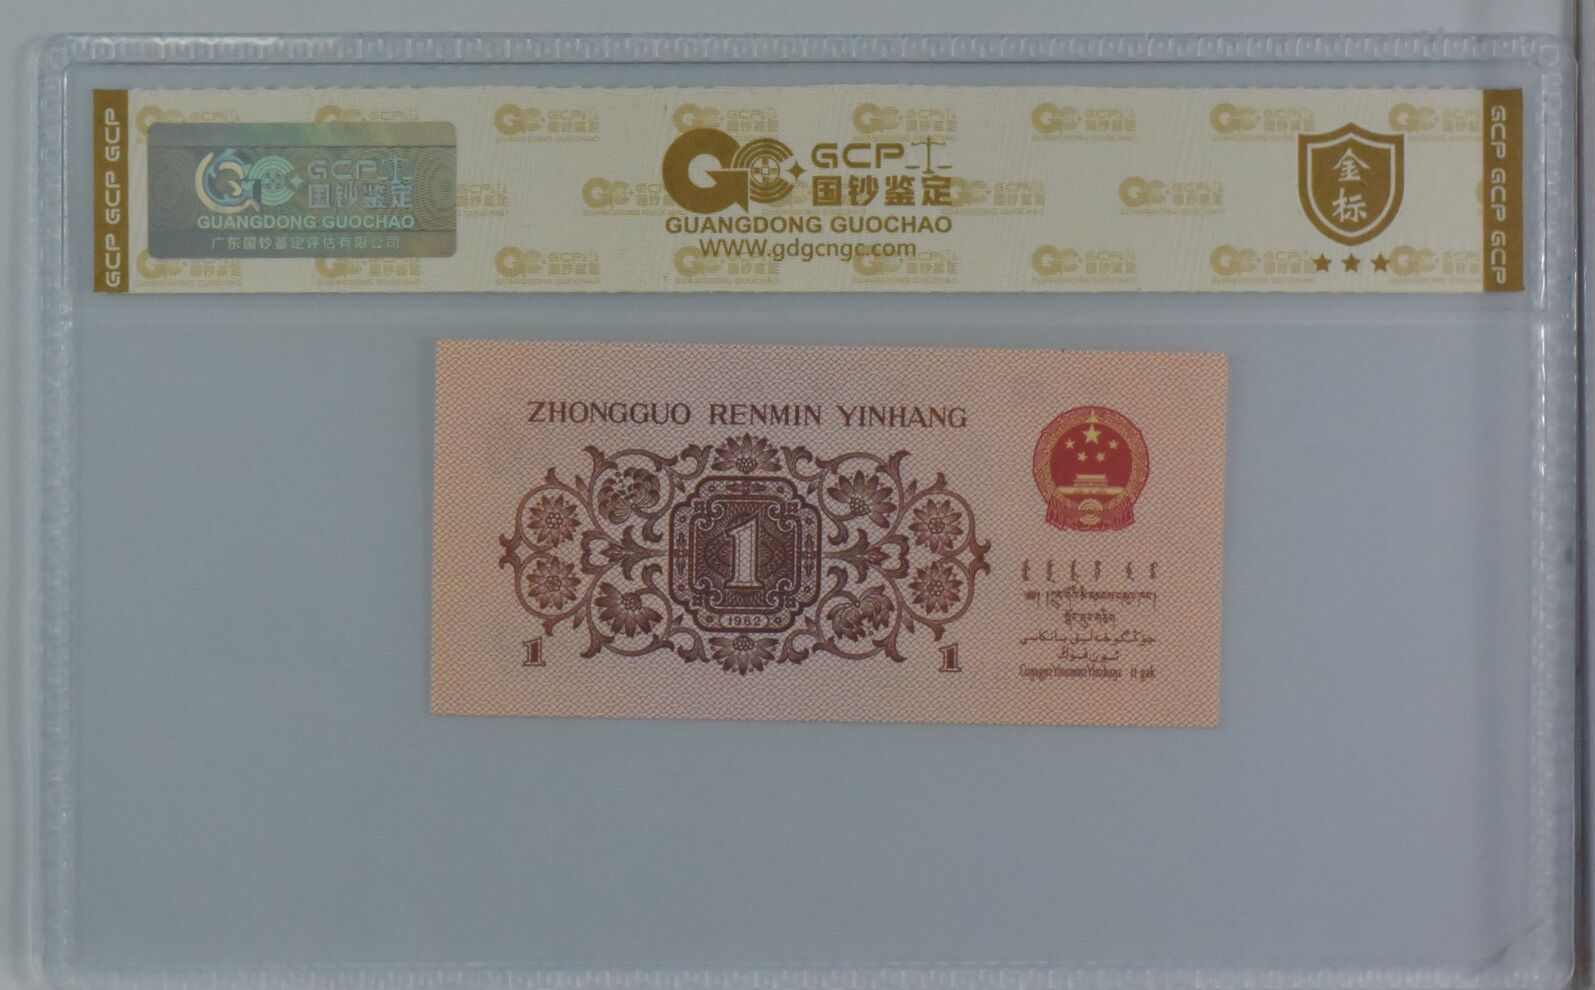 GCP GCP GCP
GCP
国钞鉴定
GUANGDONG GUOCHAO
广东国钞鉴定评估有限公司
GCP
国钞鉴定
GUANGDONG GUOCHAO
WWW.gdgcngc.com
金
标
GCP GCP GCP
ZHONGGUO RENMIN YINHANG
1
(1962)
1
1